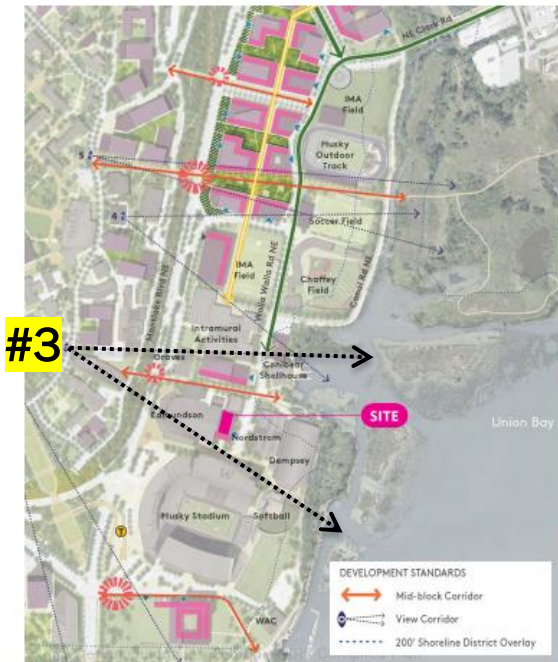 NE Clark Rd
IMA
Field
Husky
Outdoor
Track
5
4
Soccer Field
Montlake Blvd NE
Walla Walla Rd NE
Canal Rd NE
IMA
Field
Chaffey
Field
#3
Intramural
Activities
Graves
Conibear
Shellhouse
SITE
Edmundson
Nordstrom
Union Bay
Dempsey
Husky Stadium
Softball
T
WAC
DEVELOPMENT STANDARDS
Mid-block Corridor
View Corridor
200' Shoreline District Overlay